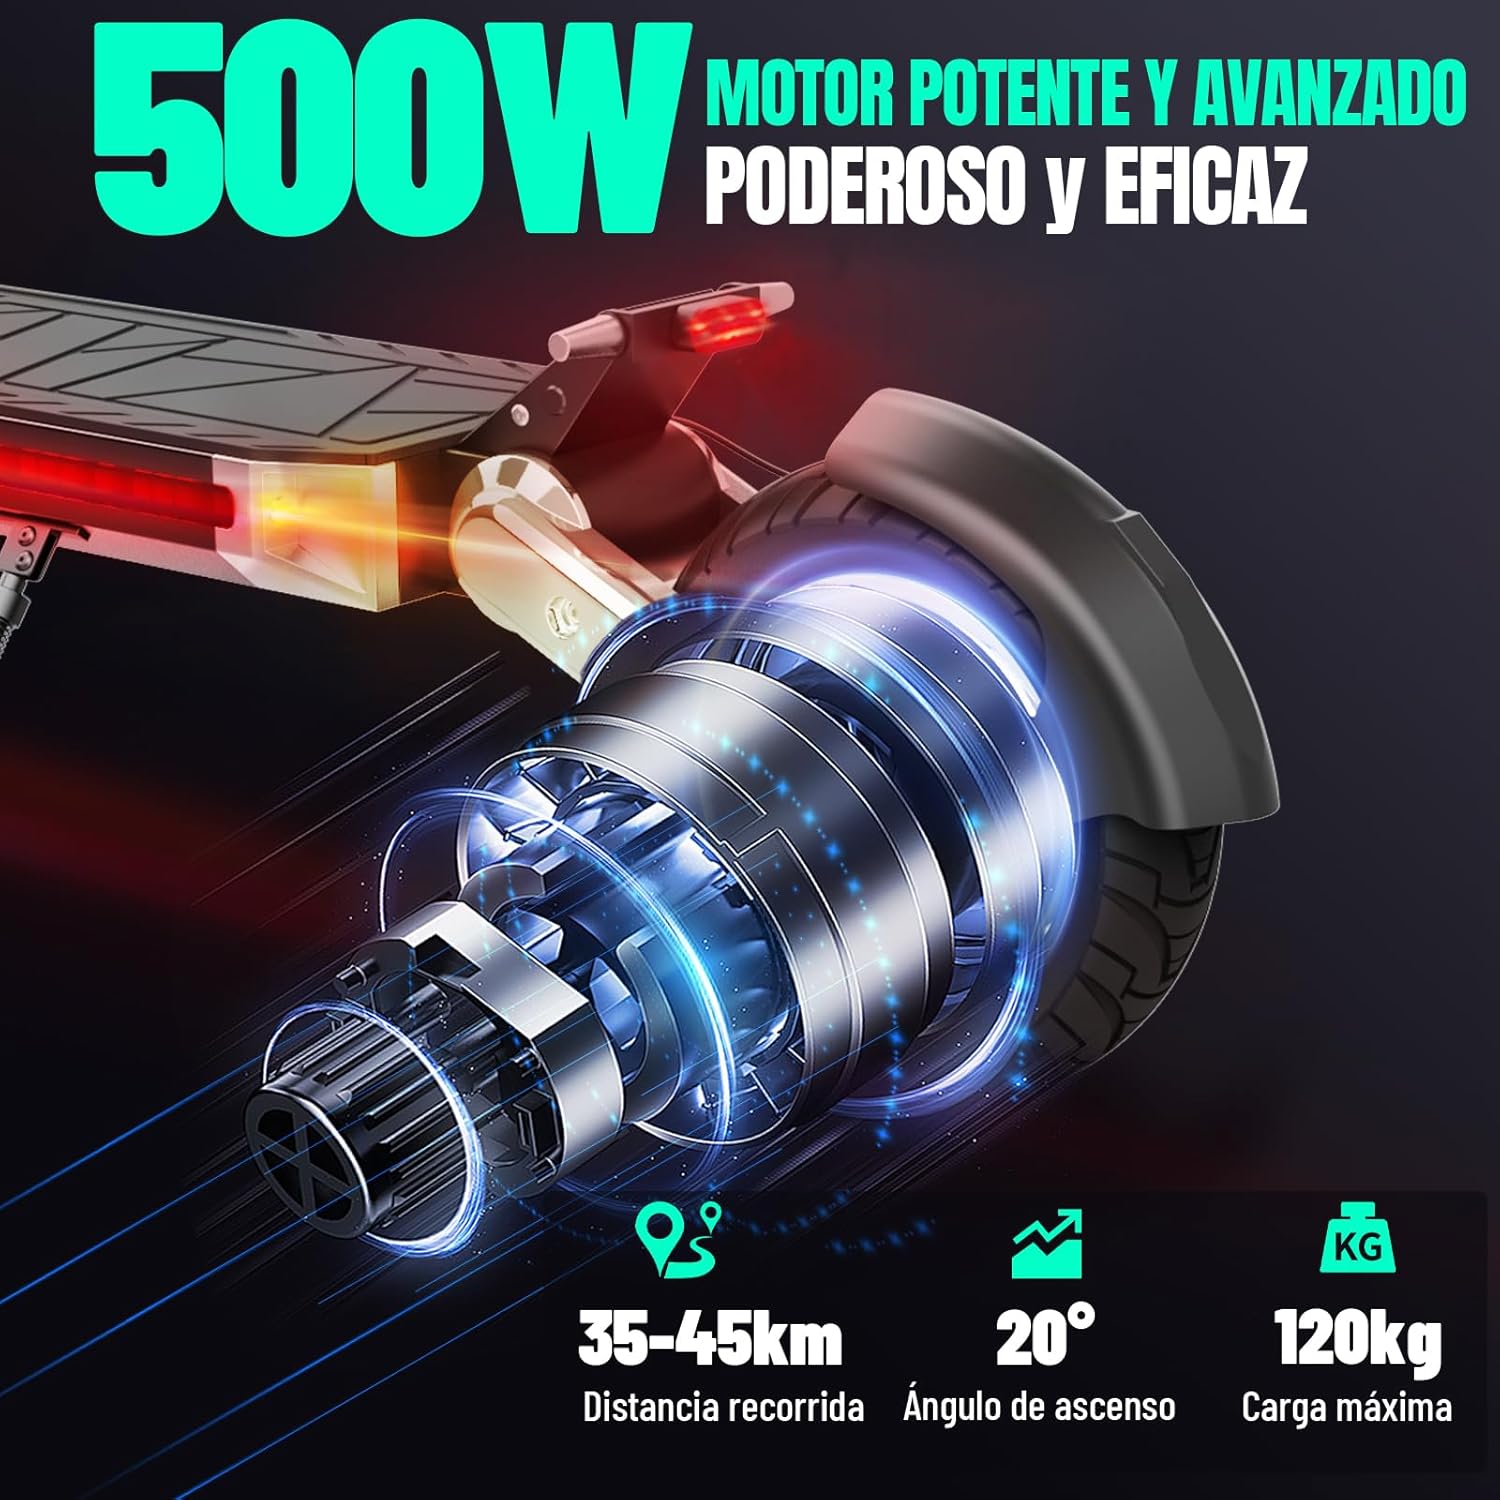 500W
MOTOR POTENTE Y AVANZADO
PODEROSO y EFICAZ
KG
35-45km
20°
120kg
Distancia recorrida
Ángulo de ascenso
Carga máxima